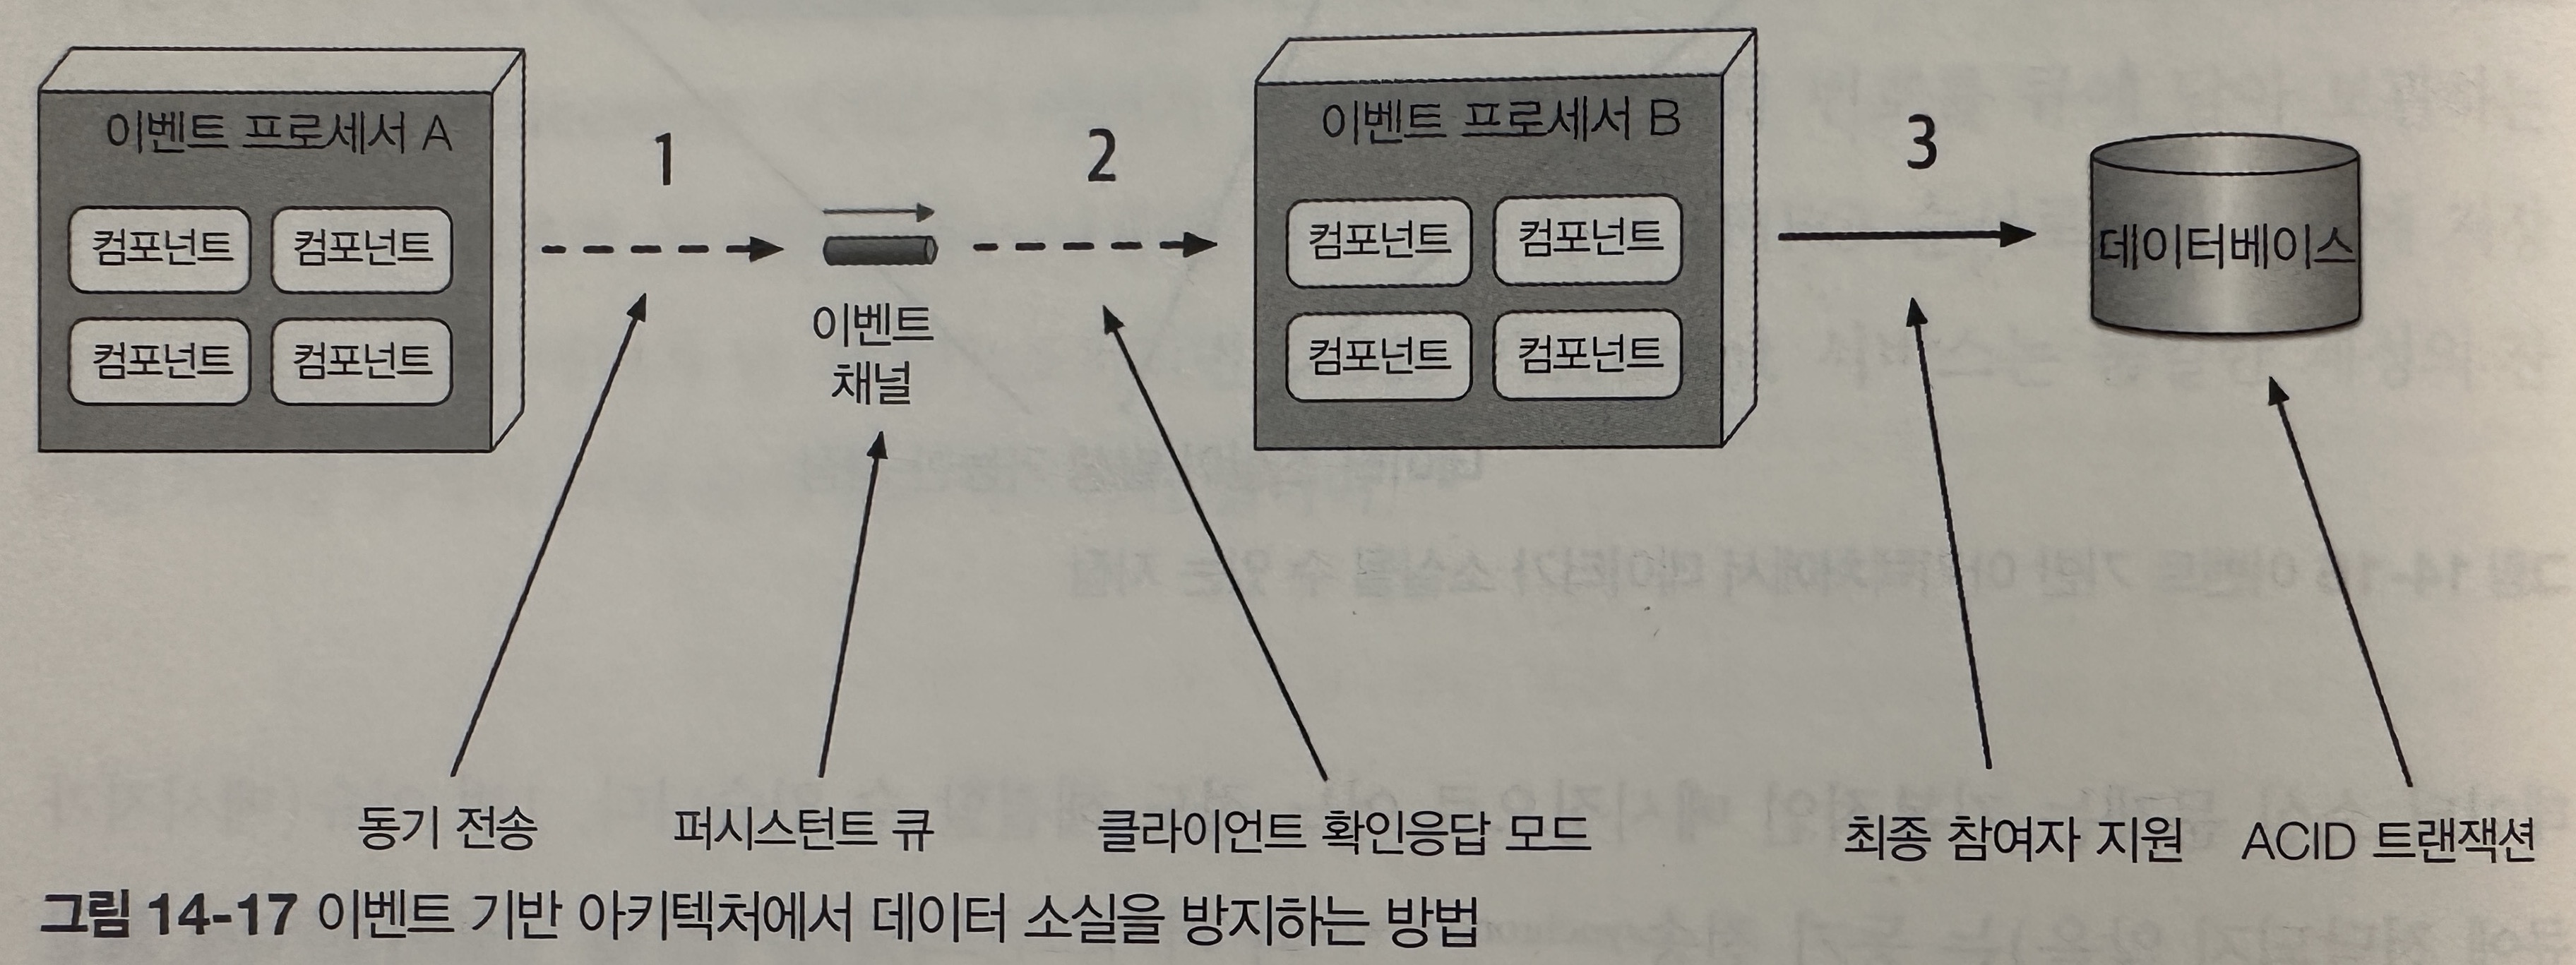 이벤트 프로세서 A
컴포넌트 컴포넌트
컴포넌트 컴포넌트
1
이벤트
채널
2
이벤트 프로세서 B
컴포넌트 컴포넌트
컴포넌트 컴포넌트
3
데이터베이스
동기 전송
퍼시스턴트 큐
클라이언트 확인응답 모드
최종 참여자 지원
ACID 트랜잭션
그림 14-17 이벤트 기반 아키텍처에서 데이터 소실을 방지하는 방법